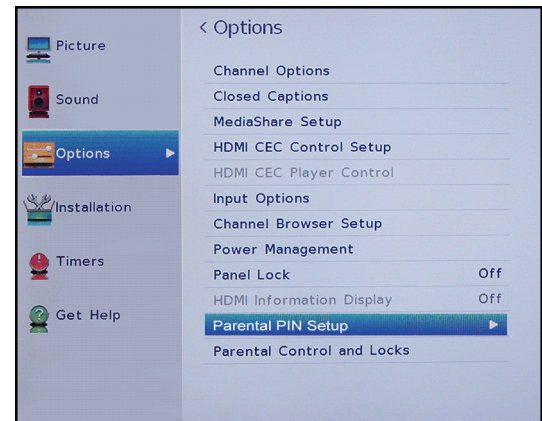 Picture
Sound
Options
Installation
Timers
Get Help
< Options
Channel Options
Closed Captions
MediaShare Setup
HDMI CEC Control Setup
HDMI CEC Player Control
Input Options
Channel Browser Setup
Power Management
Panel Lock Off
HDMI Information Display Off
Parental PIN Setup
Parental Control and Locks